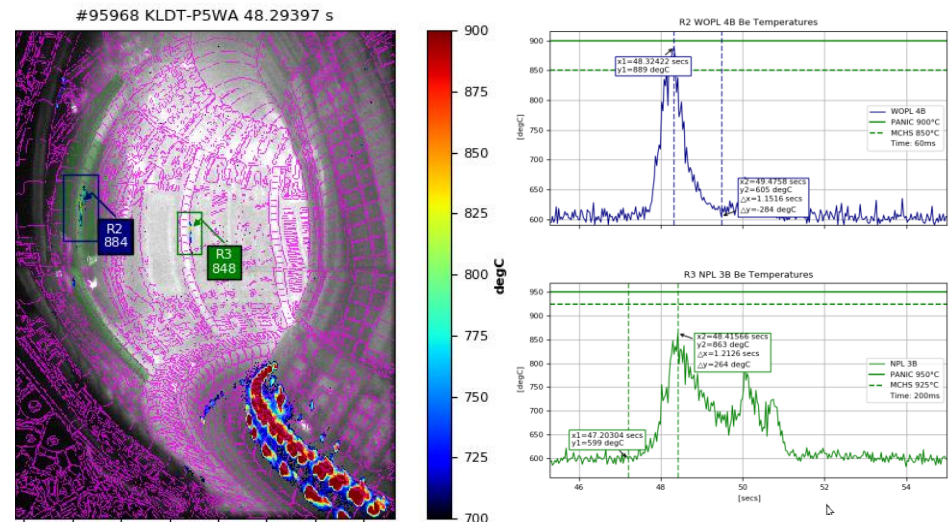 #95968 KLDT-P5WA 48.29397 s
R2
884
R3
848
900
875
850
825
800
775
750
725
700
degC
R2 WOPL 4B Be Temperatures
900
850
800
750
700
650
600
[degC]
x1=48.32422 secs
y1=889 degC
x2=49.4758 secs
y2=605 degC
△x=1.1516 secs
△y=-284 degC
WOPL 4B
PANIC 900°C
MCHS 850°C
Time: 60ms
R3 NPL 3B Be Temperatures
950
900
850
800
750
700
650
600
[degC]
x2=48.41566 secs
y2=863 degC
△x=1.2126 secs
△y=264 degC
x1=47.20304 secs
y1=599 degC
NPL 3B
PANIC 950°C
MCHS 925°C
Time: 200ms
46
48
50
52
54
[secs]